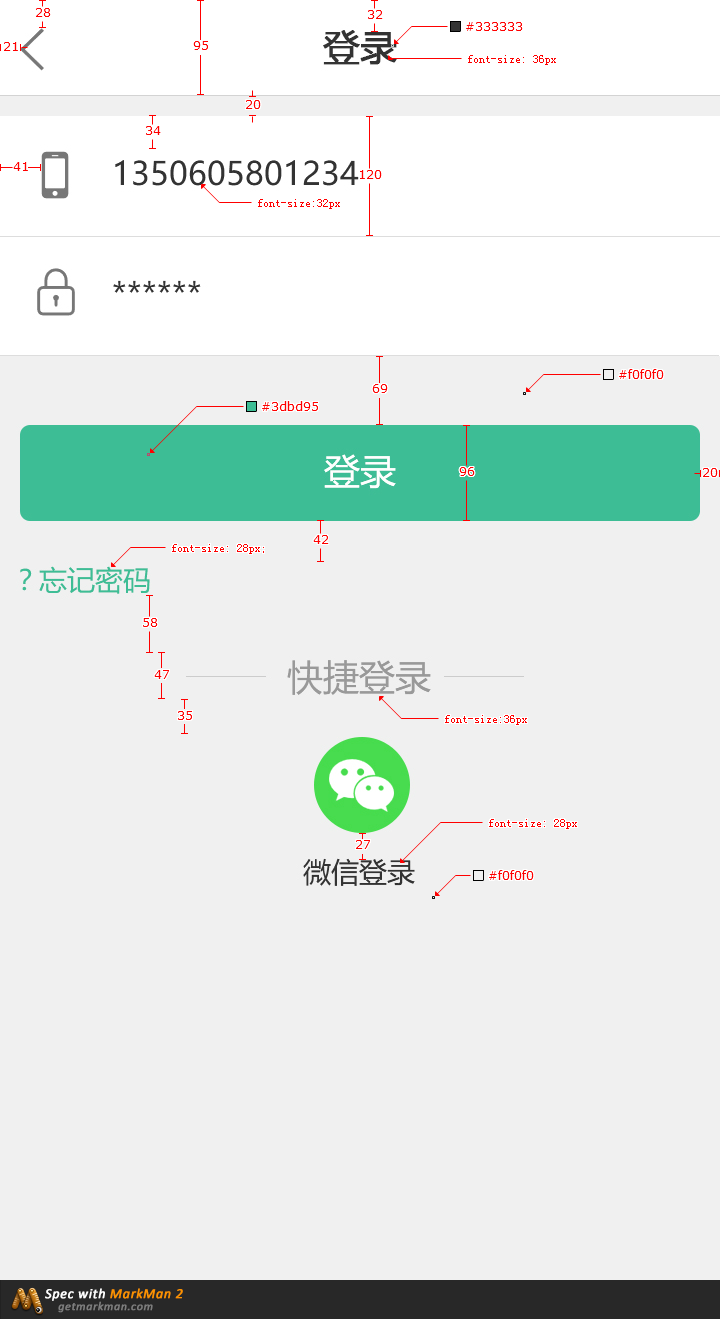 28
32
#333333
21
95
登录
font-size: 36px
20
34
41
1350605801234
120
font-size:32px
******
69
#f0f0f0
#3dbd95
登录
96
20
42
font-size: 28px;
? 忘记密码
58
47
快捷登录
35
font-size:36px
font-size: 28px
27
微信登录
#f0f0f0
Spec with MarkMan 2
getmarkman.com